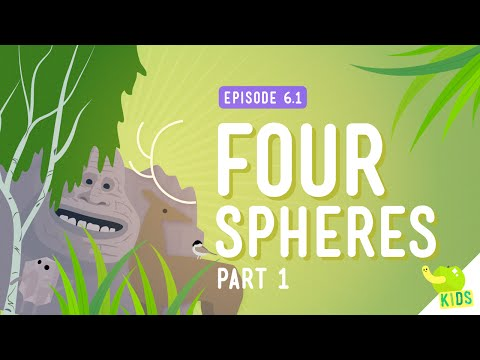 EPISODE 6.1
FOUR
SPHERES
PART 1
KIDS